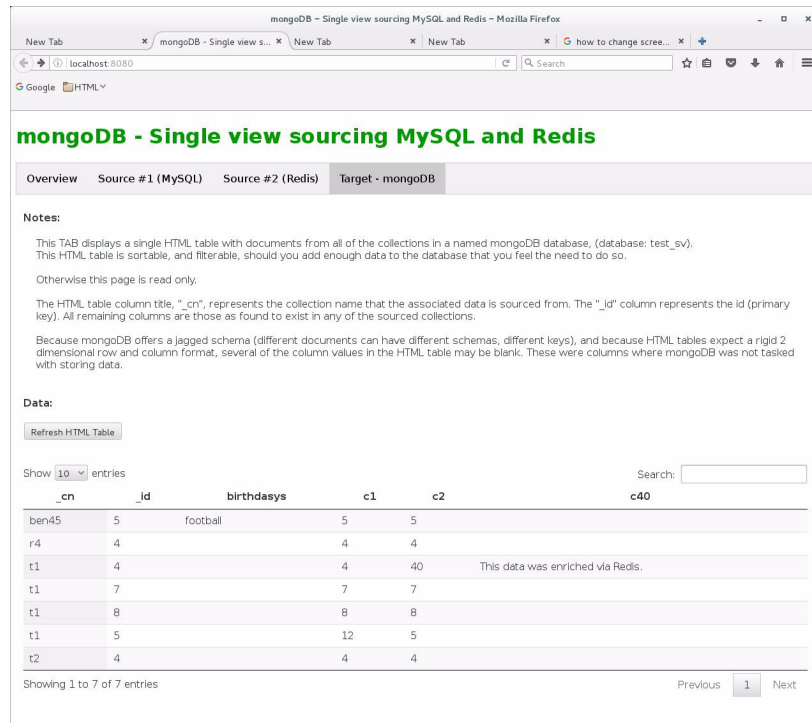 mongoDB - Single view sourcing MySQL and Redis - Mozilla Firefox
New Tab
mongoDB - Single view s...
New Tab
New Tab
how to change scree...
localhost:8080
Search
Google
HTML
mongoDB - Single view sourcing MySQL and Redis
Overview Source #1 (MySQL) Source #2 (Redis) Target - mongoDB
Notes:
This TAB displays a single HTML table with documents from all of the collections in a named mongoDB database, (database: test_sv).
This HTML table is sortable, and filterable, should you add enough data to the database that you feel the need to do so.
Otherwise this page is read only.
The HTML table column title, "_cn", represents the collection name that the associated data is sourced from. The "_id" column represents the id (primary
key). All remaining columns are those as found to exist in any of the sourced collections.
Because mongoDB offers a jagged schema (different documents can have different schemas, different keys), and because HTML tables expect a rigid 2
dimensional row and column format, several of the column values in the HTML table may be blank. These were columns where mongoDB was not tasked
with storing data.
Data:
Refresh HTML Table
Show 10 entries Search:
_cn _id birthdasys c1 c2 c40
ben45 5 football 5 5
r4 4 4 4
t1 4 4 40 This data was enriched via Redis.
t1 7 7 7
t1 8 8 8
t1 5 12 5
t2 4 4 4
Showing 1 to 7 of 7 entries Previous 1 Next